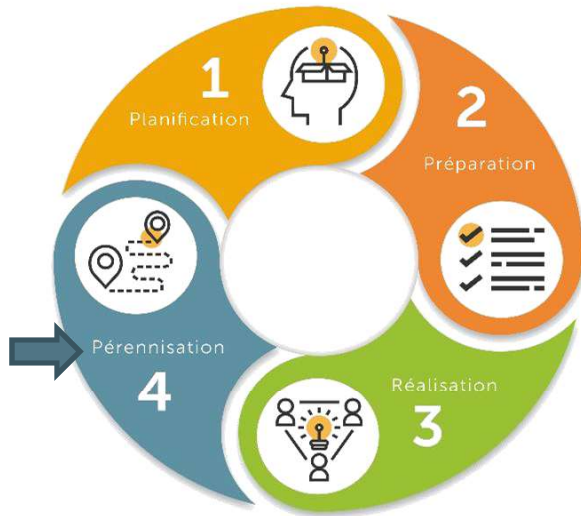 1
Planification
2
Préparation
Réalisation
3
Pérennisation
4